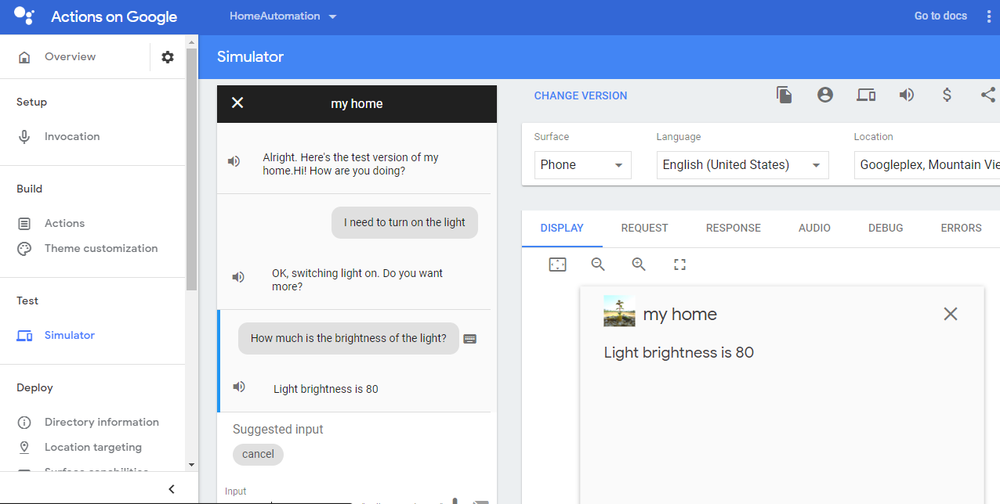 Actions on Google
HomeAutomation
Go to docs
Overview
Simulator
Setup
Invocation
Build
Actions
Theme customization
Test
Simulator
Deploy
Directory information
Location targeting
Surface capabilities
my home
Alright. Here's the test version of my
home.Hi! How are you doing?
I need to turn on the light
OK, switching light on. Do you want
more?
How much is the brightness of the light?
Light brightness is 80
Suggested input
cancel
Input
CHANGE VERSION
Surface
Language
Location
Phone
English (United States)
Googleplex, Mountain Vie
DISPLAY
REQUEST
RESPONSE
AUDIO
DEBUG
ERRORS
my home
Light brightness is 80